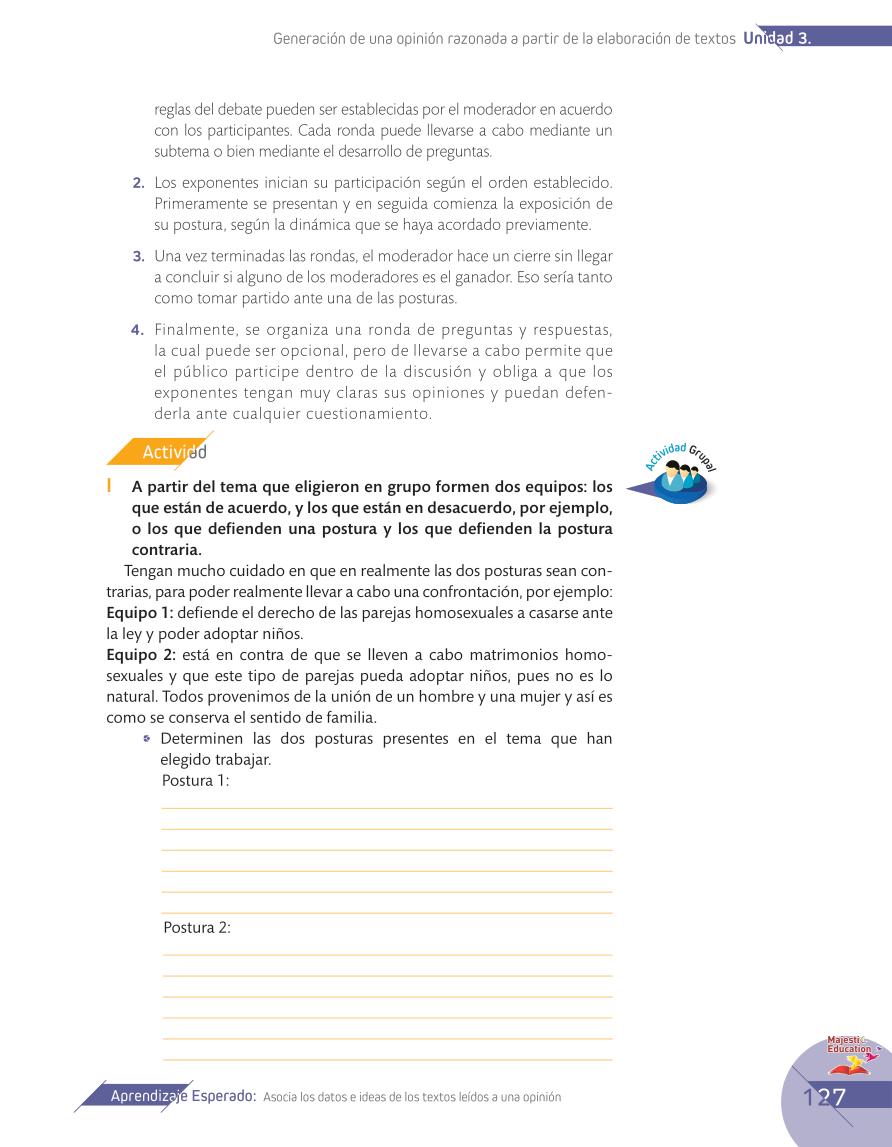 Generación de una opinión razonada a partir de la elaboración de textos Unidad 3.
reglas del debate pueden ser establecidas por el moderador en acuerdo
con los participantes. Cada ronda puede llevarse a cabo mediante un
subtema o bien mediante el desarrollo de preguntas.
2. Los exponentes inician su participación según el orden establecido.
Primeramente se presentan y en seguida comienza la exposición de
su postura, según la dinámica que se haya acordado previamente.
3. Una vez terminadas las rondas, el moderador hace un cierre sin llegar
a concluir si alguno de los moderadores es el ganador. Eso sería tanto
como tomar partido ante una de las posturas.
4. Finalmente, se organiza una ronda de preguntas y respuestas,
la cual puede ser opcional, pero de llevarse a cabo permite que
el público participe dentro de la discusión y obliga a que los
exponentes tengan muy claras sus opiniones y puedan defen-
derla ante cualquier cuestionamiento.
Actividad
Actividad Grupal
I A partir del tema que eligieron en grupo formen dos equipos: los
que están de acuerdo, y los que están en desacuerdo, por ejemplo,
o los que defienden una postura y los que defienden la postura
contraria.
Tengan mucho cuidado en que en realmente las dos posturas sean con-
trarias, para poder realmente llevar a cabo una confrontación, por ejemplo:
Equipo 1: defiende el derecho de las parejas homosexuales a casarse ante
la ley y poder adoptar niños.
Equipo 2: está en contra de que se lleven a cabo matrimonios homo-
sexuales y que este tipo de parejas pueda adoptar niños, pues no es lo
natural. Todos provenimos de la unión de un hombre y una mujer y así es
como se conserva el sentido de familia.
Determinen las dos posturas presentes en el tema que han
elegido trabajar.
Postura 1:
Postura 2:
Majestic
Education
Aprendizaje Esperado: Asocia los datos e ideas de los textos leídos a una opinión
127